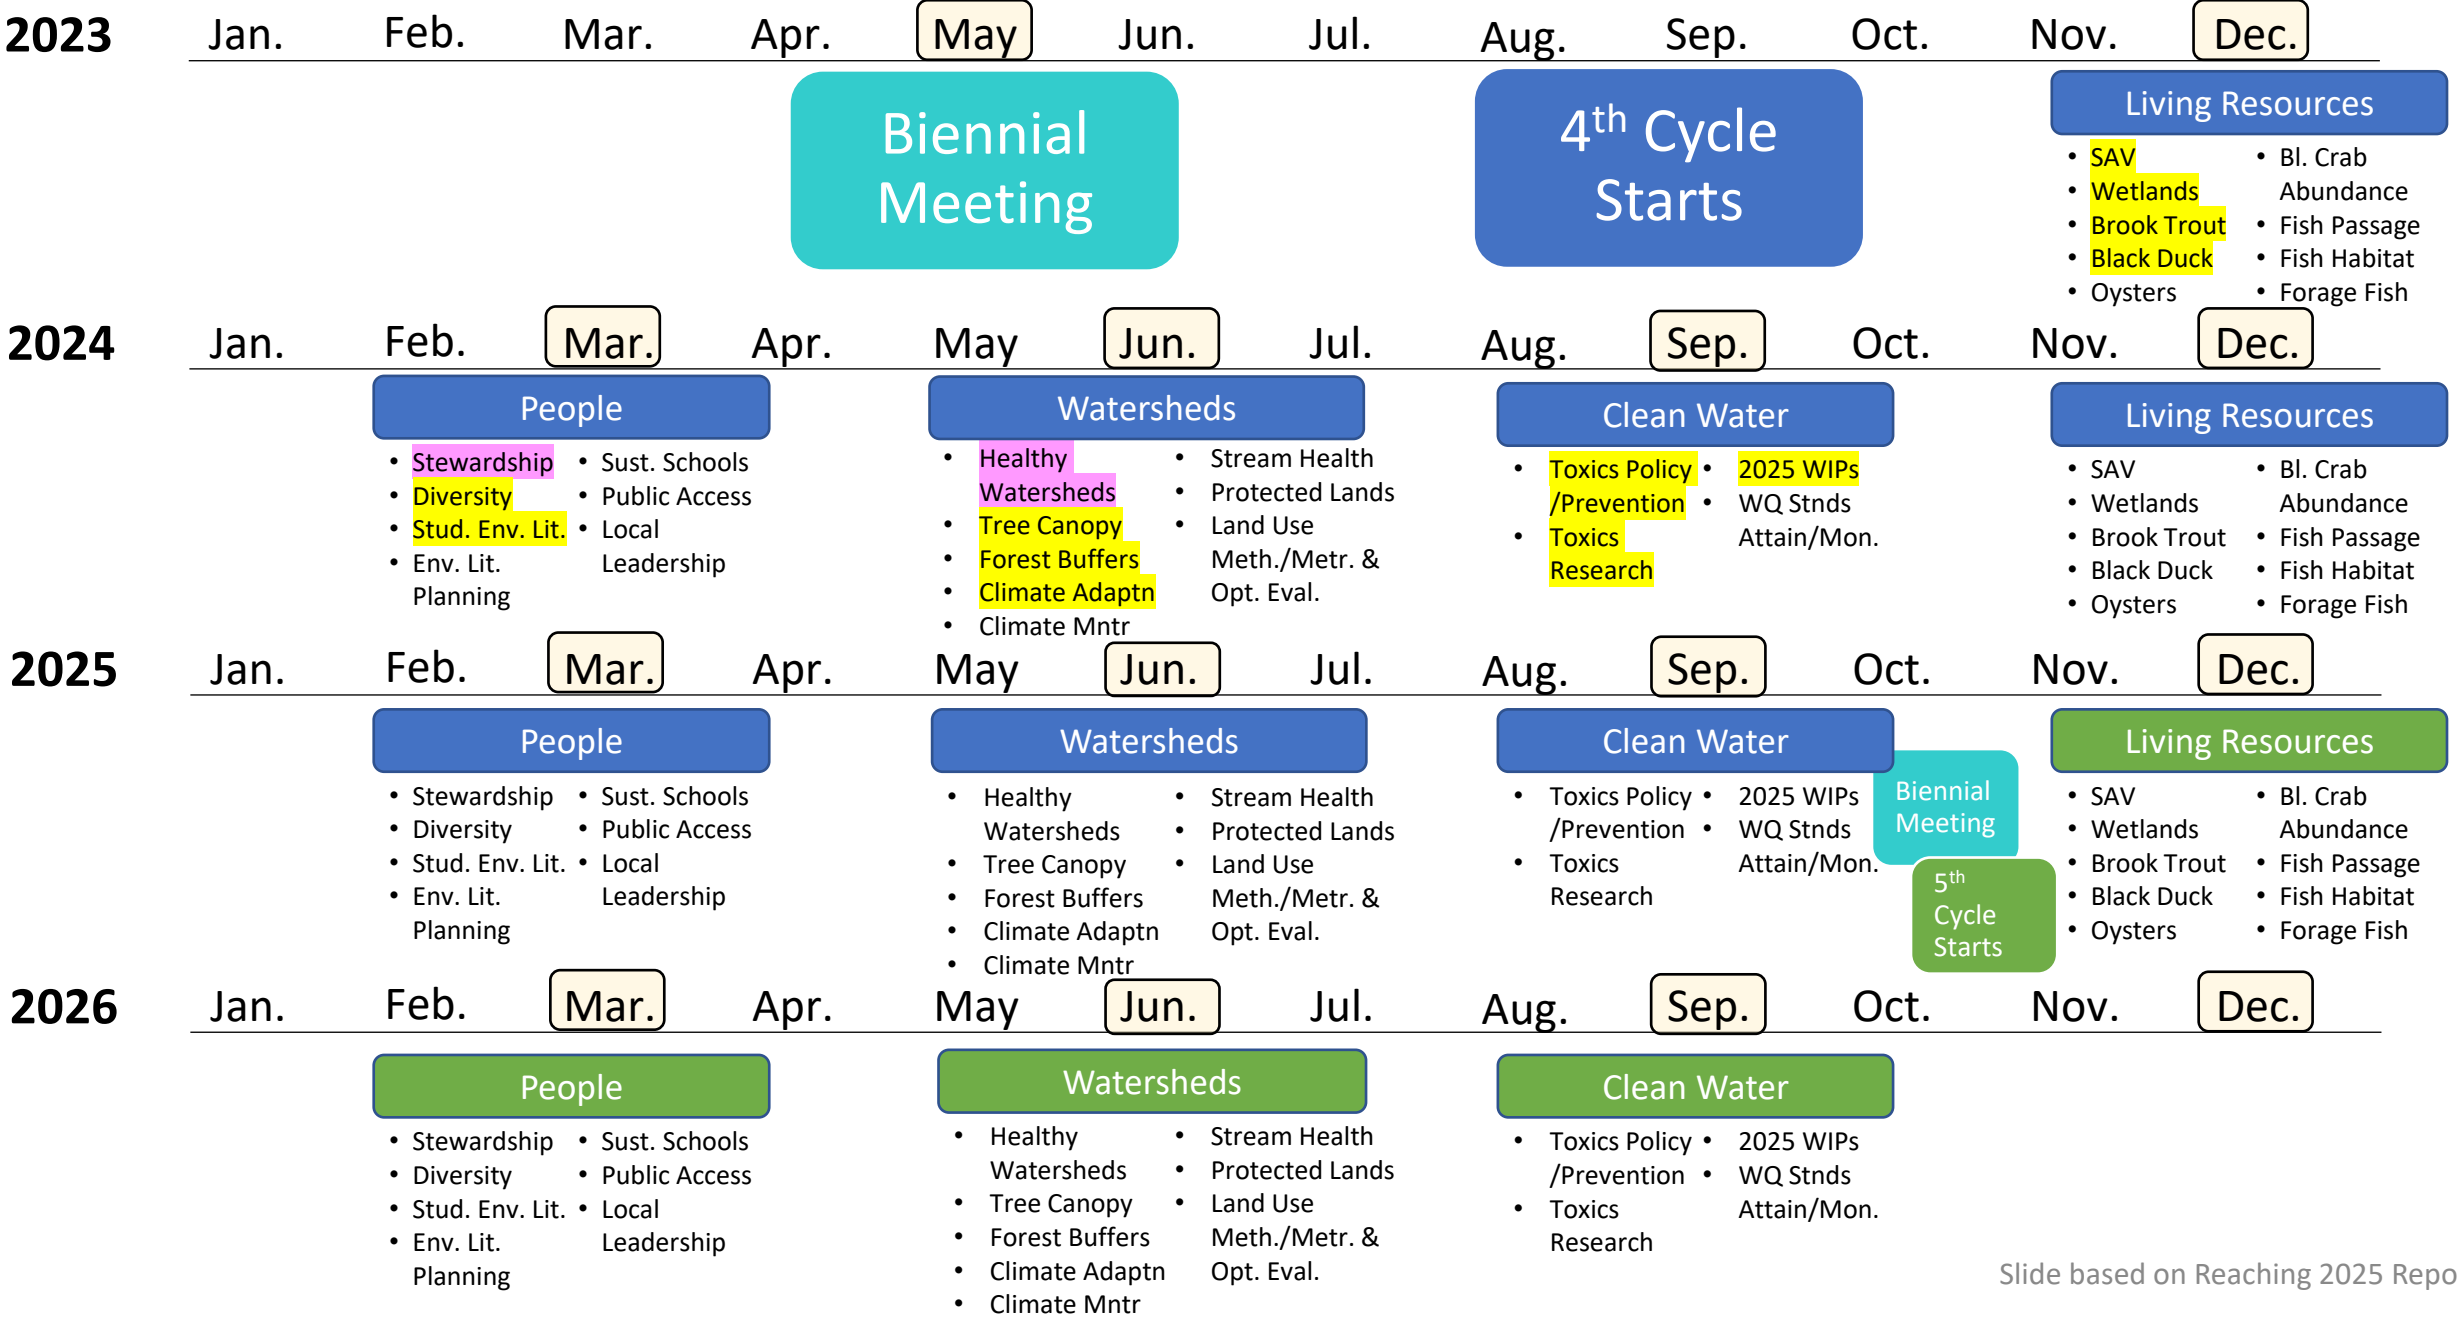 2023 Jan. Feb. Mar. Apr. May Jun. Jul. Aug. Sep. Oct. Nov. Dec.
Biennial
Meeting
4th Cycle
Starts
Living Resources
• SAV
• Wetlands
• Brook Trout
• Black Duck
• Oysters
• Bl. Crab
Abundance
• Fish Passage
• Fish Habitat
• Forage Fish
2024 Jan. Feb. Mar. Apr. May Jun. Jul. Aug. Sep. Oct. Nov. Dec.
People
• Stewardship
• Diversity
• Stud. Env. Lit.
• Env. Lit.
Planning
• Sust. Schools
• Public Access
• Local
Leadership
Watersheds
• Healthy
Watersheds
• Tree Canopy
• Forest Buffers
• Climate Adaptn
• Climate Mntr
• Stream Health
• Protected Lands
• Land Use
Meth./Metr. &
Opt. Eval.
Clean Water
• Toxics Policy
/Prevention
• Toxics
Research
• 2025 WIPs
• WQ Stnds
Attain/Mon.
Living Resources
• SAV
• Wetlands
• Brook Trout
• Black Duck
• Oysters
• Bl. Crab
Abundance
• Fish Passage
• Fish Habitat
• Forage Fish
2025 Jan. Feb. Mar. Apr. May Jun. Jul. Aug. Sep. Oct. Nov. Dec.
People
• Stewardship
• Diversity
• Stud. Env. Lit.
• Env. Lit.
Planning
• Sust. Schools
• Public Access
• Local
Leadership
Watersheds
• Healthy
Watersheds
• Tree Canopy
• Forest Buffers
• Climate Adaptn
• Climate Mntr
• Stream Health
• Protected Lands
• Land Use
Meth./Metr. &
Opt. Eval.
Clean Water
• Toxics Policy
/Prevention
• Toxics
Research
• 2025 WIPs
• WQ Stnds
Attain/Mon.
Biennial
Meeting
5th
Cycle
Starts
Living Resources
• SAV
• Wetlands
• Brook Trout
• Black Duck
• Oysters
• Bl. Crab
Abundance
• Fish Passage
• Fish Habitat
• Forage Fish
2026 Jan. Feb. Mar. Apr. May Jun. Jul. Aug. Sep. Oct. Nov. Dec.
People
• Stewardship
• Diversity
• Stud. Env. Lit.
• Env. Lit.
Planning
• Sust. Schools
• Public Access
• Local
Leadership
Watersheds
• Healthy
Watersheds
• Tree Canopy
• Forest Buffers
• Climate Adaptn
• Climate Mntr
• Stream Health
• Protected Lands
• Land Use
Meth./Metr. &
Opt. Eval.
Clean Water
• Toxics Policy
/Prevention
• Toxics
Research
• 2025 WIPs
• WQ Stnds
Attain/Mon.
Slide based on Reaching 2025 Repo